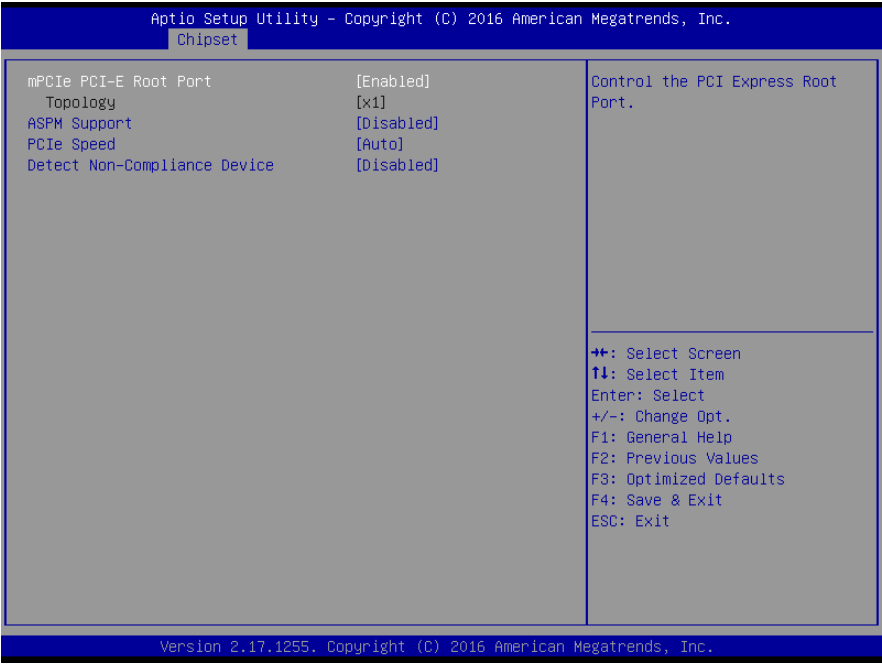 Aptio Setup Utility – Copyright (C) 2016 American Megatrends, Inc.
Chipset
mPCIe PCI-E Root Port [Enabled]
Topology [x1]
ASPM Support [Disabled]
PCIe Speed [Auto]
Detect Non-Compliance Device [Disabled]
Control the PCI Express Root
Port.
→←: Select Screen
↑↓: Select Item
Enter: Select
+/-: Change Opt.
F1: General Help
F2: Previous Values
F3: Optimized Defaults
F4: Save & Exit
ESC: Exit
Version 2.17.1255. Copyright (C) 2016 American Megatrends, Inc.